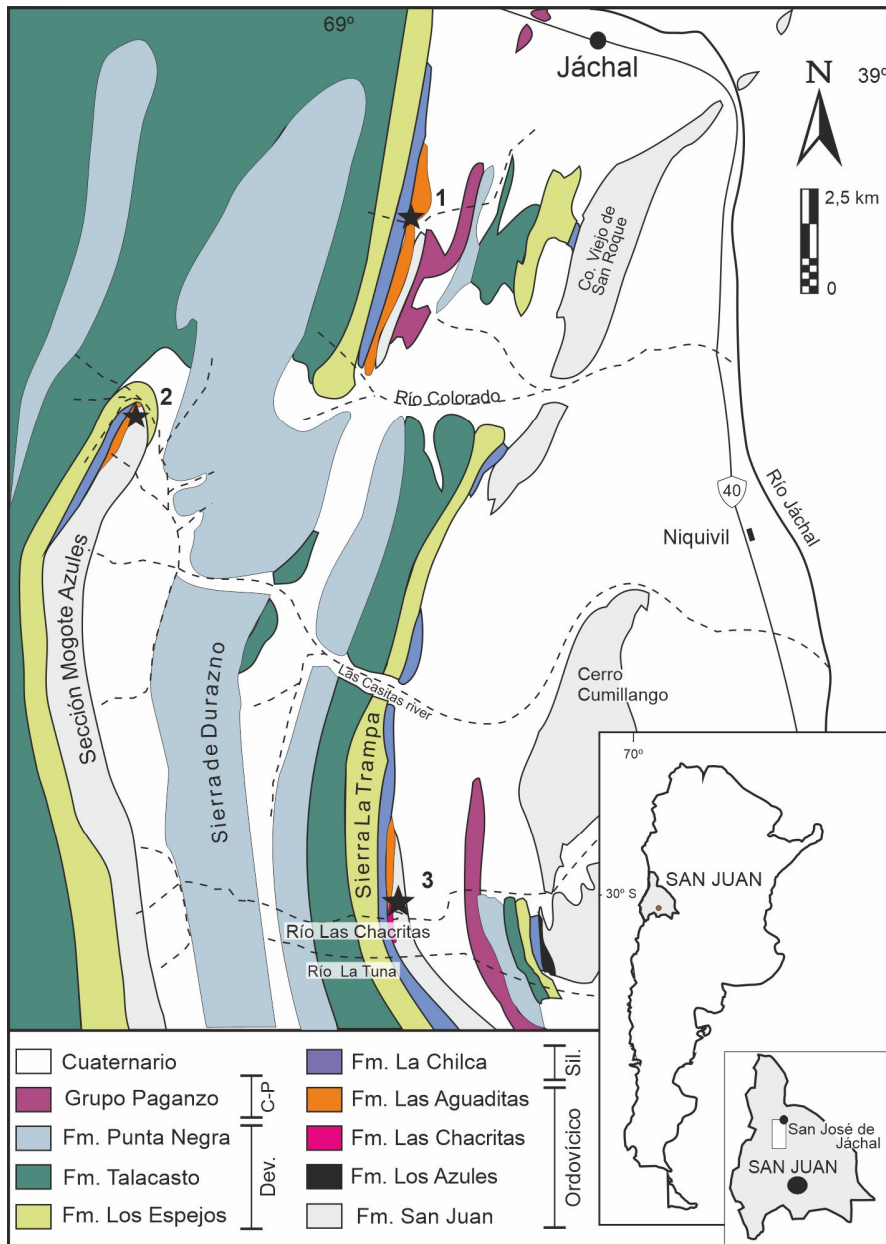 69º
Jáchal
N
39º
2,5 km
0
1
Co. Viejo de
San Roque
Río Colorado
2
40
Niquivil
Río Jáchal
Sección Mogote Azules
Sierra de Durazno
Las Casitas river
Cerro
Cumillango
Sierra La Trampa
3
Río Las Chacritas
Río La Tuna
70º
30º S
SAN JUAN
San José de
Jáchal
SAN JUAN
Cuaternario
Grupo Paganzo
Fm. Punta Negra
Fm. Talacasto
Fm. Los Espejos
C-P
Dev.
Fm. La Chilca
Fm. Las Aguaditas
Fm. Las Chacritas
Fm. Los Azules
Fm. San Juan
Sil.
Ordovícico